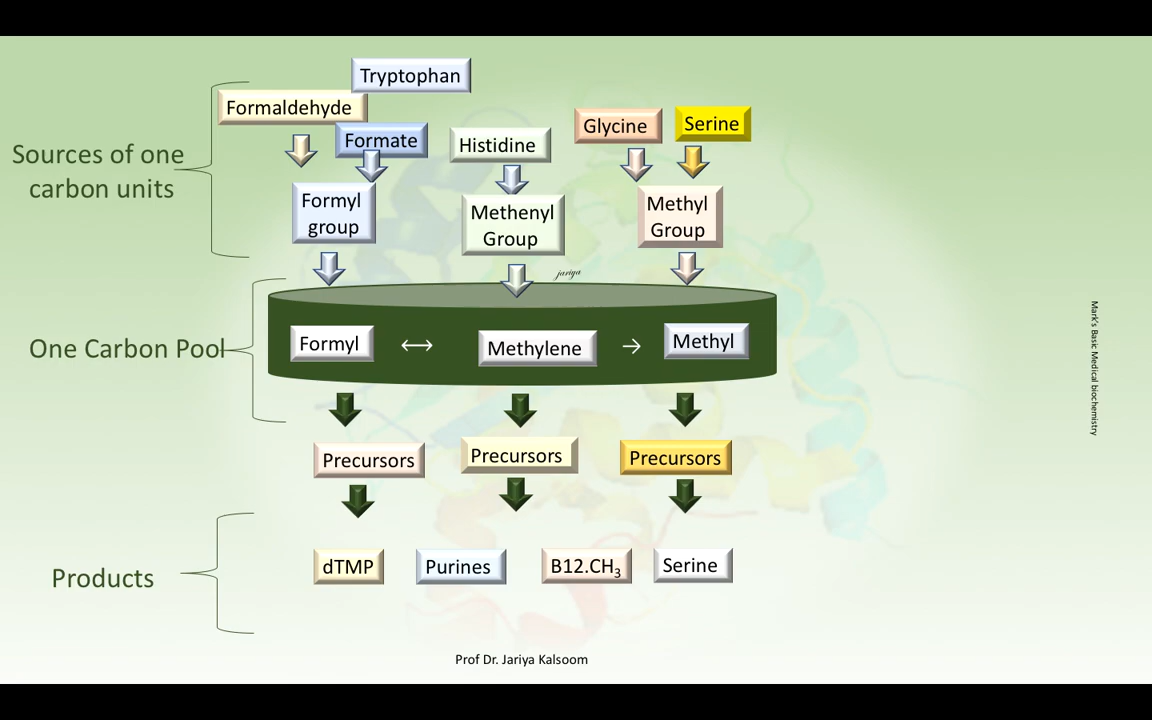 Tryptophan
Formaldehyde
Formate
Histidine
Glycine
Serine
Sources of one
carbon units
Formyl
group
Methenyl
Group
Methyl
Group
jariya
One Carbon Pool
Formyl
Methylene
Methyl
Precursors
Precursors
Precursors
Products
dTMP
Purines
B12.CH₃
Serine
Mark's Basic Medical biochemistry
Prof Dr. Jariya Kalsoom